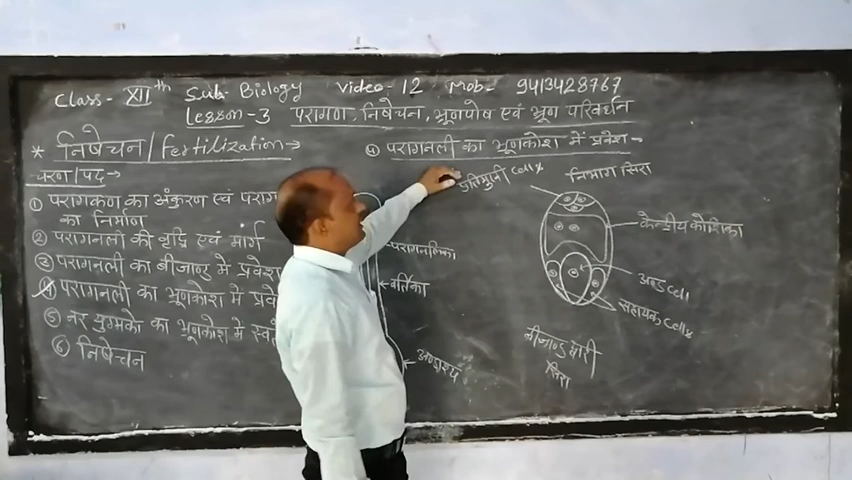 Class - XIIth Sub - Biology Video - 12 Mob - 9413428767
Lesson - 3 परागण, निषेचन, भ्रूणपोष एवं भ्रूण परिवर्धन
* निषेचन / fertilization →
चरण / पद →
① परागकण का अंकुरण एवं पराग
का निर्माण
② परागनली की वृद्धि एवं मार्ग
③ परागनली का बीजाण्ड में प्रवेश
④ परागनली का भ्रूणकोश में प्रवे
⑤ नर युग्मको का भ्रूणकोश में
⑥ निषेचन
④ परागनली का भ्रूणकोश में प्रवेश →
प्रतिमुखी Cells
निभाग सिरा
केन्द्रीय कोशिका
अण्ड Cell
सहायक Cells
बीजाण्ड द्वारी
सिरा
परागनलिका
वर्तिका
अण्डाशय